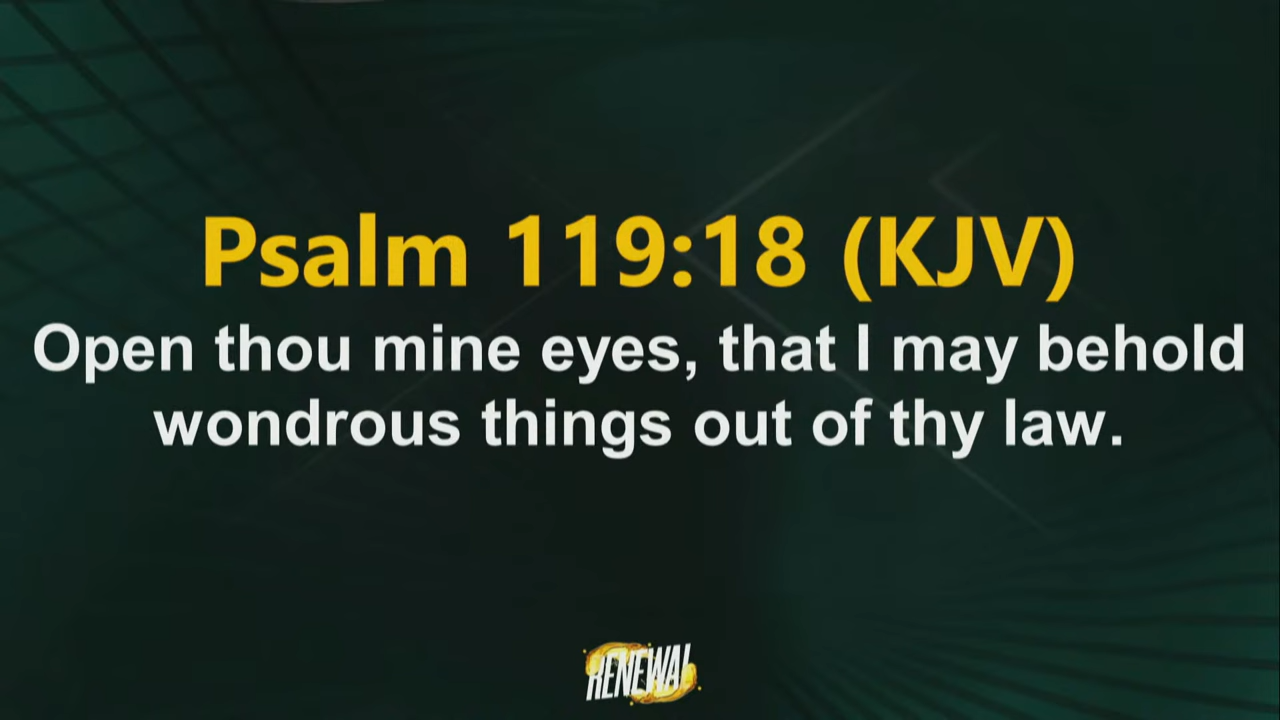 Psalm 119:18 (KJV)
Open thou mine eyes, that I may behold
wondrous things out of thy law.
RENEWAL